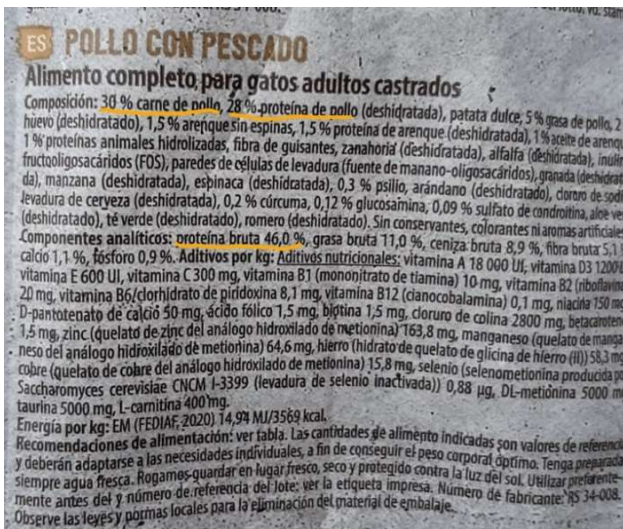 ES POLLO CON PESCADO
Alimento completo para gatos adultos castrados
Composición: 30 % carne de pollo, 28 % proteína de pollo (deshidratada), patata dulce, 5 % grasa de pollo, 2
huevo (deshidratado), 1,5 % arenque sin espinas, 1,5 % proteína de arenque (deshidratada), 1% aceite de arenqu
1 % proteínas animales hidrolizadas, fibra de guisantes, zanahoria (deshidratada), alfalfa (deshidratada), inulin
fructooligosacáridos (FOS), paredes de células de levadura (fuente de manano-oligosacáridos), granada (deshidrat
da), manzana (deshidratada), espinaca (deshidratada), 0,3 % psilio, arándano (deshidratado), cloruro de sodi
levadura de cerveza (deshidratada), 0,2 % cúrcuma, 0,12 % glucosamina, 0,09 % sulfato de condroitina, aloe ver
(deshidratado), té verde (deshidratado), romero (deshidratado). Sin conservantes, colorantes ni aromas artificiale
Componentes analíticos: proteína bruta 46,0 %, grasa bruta 11,0 %, ceniza bruta 8,9 %, fibra bruta 5,1
calcio 1,1 %, fósforo 0,9 %. Aditivos por kg: Aditivos nutricionales: vitamina A 18 000 UI, vitamina D3 1200
vitamina E 600 UI, vitamina C 300 mg, vitamina B1 (mononitrato de tiamina) 10 mg, vitamina B2 (riboflavin
20 mg, vitamina B6/clorhidrato de piridoxina 8,1 mg, vitamina B12 (cianocobalamina) 0,1 mg, niacina 150 m
D-pantotenato de calcio 50 mg, ácido fólico 1,5 mg, biotina 1,5 mg, cloruro de colina 2800 mg, betacaroten
1,5 mg, zinc (quelato de zinc del análogo hidroxilado de metionina) 163,8 mg, manganeso (quelato de manga
neso del análogo hidroxilado de metionina) 64,6 mg, hierro (hidrato de quelato de glicina de hierro (II)) 58,3 m
cobre (quelato de cobre del análogo hidroxilado de metionina) 15,8 mg, selenio (selenometionina producida po
Saccharomyces cerevisiae CNCM I-3399 (levadura de selenio inactivada)) 0,88 µg, DL-metionina 5000 m
taurina 5000 mg, L-carnitina 400 mg.
Energía por kg: EM (FEDIAF, 2020) 14,94 MJ/3569 kcal.
Recomendaciones de alimentación: ver tabla. Las cantidades de alimento indicadas son valores de referenci
y deberán adaptarse a las necesidades individuales, a fin de conseguir el peso corporal óptimo. Tenga preparada
siempre agua fresca. Rogamos guardar en lugar fresco, seco y protegido contra la luz del sol. Utilizar preferente-
mente antes del y número de referencia del lote: ver la etiqueta impresa. Número de fabricante: RS 34-008.
Observe las leyes y normas locales para la eliminación del material de embalaje.